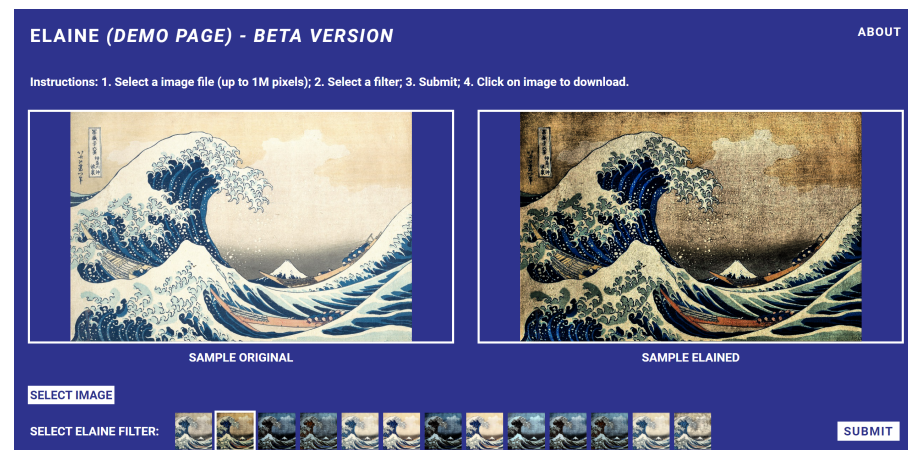 ELAINE (DEMO PAGE) - BETA VERSION
ABOUT
Instructions: 1. Select a image file (up to 1M pixels); 2. Select a filter; 3. Submit; 4. Click on image to download.
SAMPLE ORIGINAL
SAMPLE ELAINED
SELECT IMAGE
SELECT ELAINE FILTER:
SUBMIT